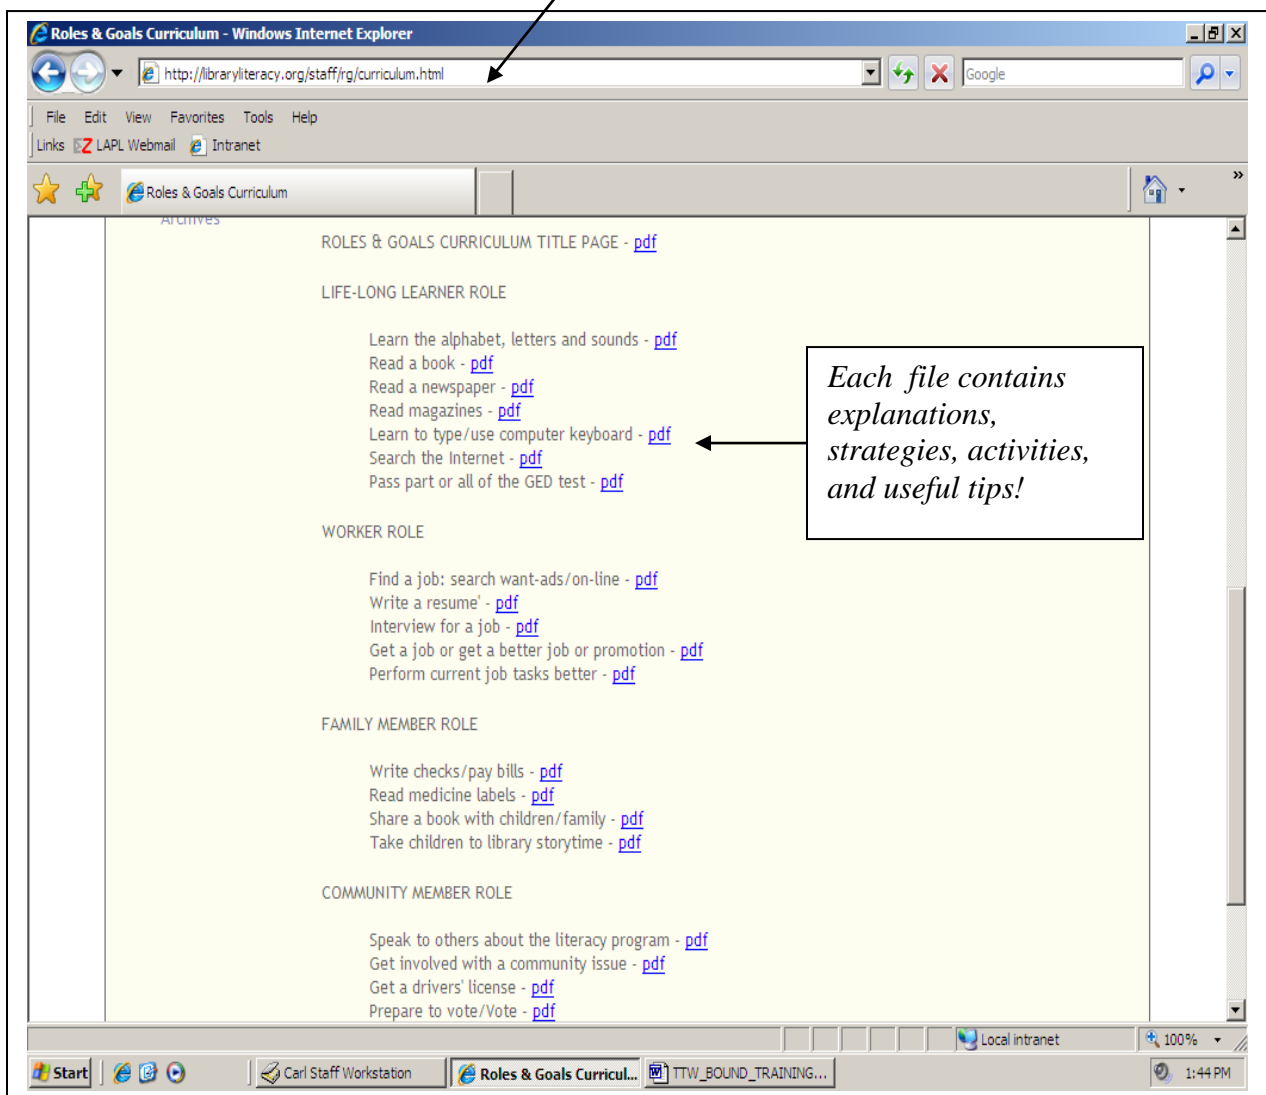 Roles & Goals Curriculum - Windows Internet Explorer
http://libraryliteracy.org/staff/rg/curriculum.html
Google
File Edit View Favorites Tools Help
Links LAPL Webmail Intranet
Roles & Goals Curriculum
»
Archives
ROLES & GOALS CURRICULUM TITLE PAGE - pdf
LIFE-LONG LEARNER ROLE
Learn the alphabet, letters and sounds - pdf
Read a book - pdf
Read a newspaper - pdf
Read magazines - pdf
Learn to type/use computer keyboard - pdf
Search the Internet - pdf
Pass part or all of the GED test - pdf
Each file contains
explanations,
strategies, activities,
and useful tips!
WORKER ROLE
Find a job: search want-ads/on-line - pdf
Write a resume' - pdf
Interview for a job - pdf
Get a job or get a better job or promotion - pdf
Perform current job tasks better - pdf
FAMILY MEMBER ROLE
Write checks/pay bills - pdf
Read medicine labels - pdf
Share a book with children/family - pdf
Take children to library storytime - pdf
COMMUNITY MEMBER ROLE
Speak to others about the literacy program - pdf
Get involved with a community issue - pdf
Get a drivers' license - pdf
Prepare to vote/Vote - pdf
Local intranet
100%
Start
Carl Staff Workstation
Roles & Goals Curricul...
TTW_BOUND_TRAINING...
1:44 PM